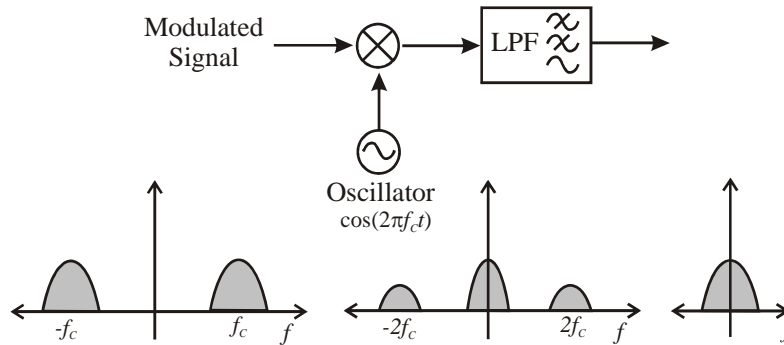 Modulated
Signal
LPF
Oscillator
cos(2πf_ct)
-f_c f_c f
-2f_c 2f_c f